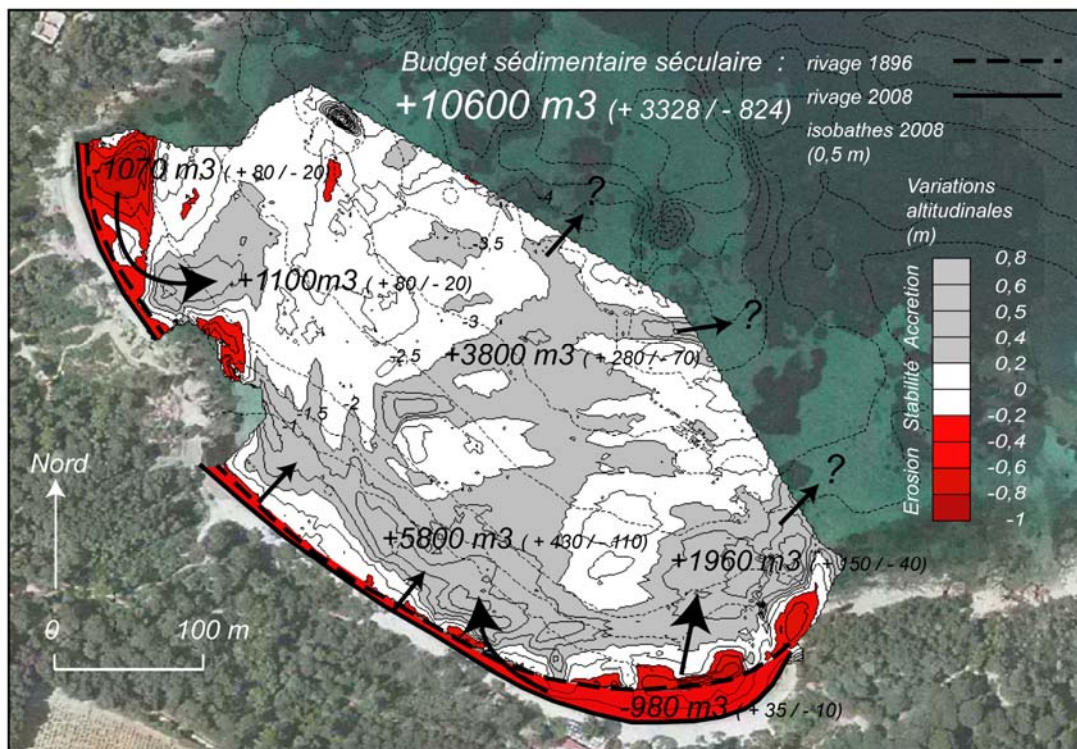 Budget sédimentaire séculaire :
+10600 m3 (+ 3328 / - 824)
rivage 1896
rivage 2008
isobathes 2008
(0,5 m)
-1070 m3 ( + 80 / - 20)
+1100m3 ( + 80 / - 20)
+3800 m3 ( + 280 / - 70)
+5800 m3 ( + 430 / - 110)
+1960 m3 ( + 150 / - 40)
-980 m3 ( + 35 / - 10)
?
?
?
-4
-3,5
-3
-2,5
-2
-1,5
-1
Variations
altitudinales
(m)
0,8
0,6
0,5
0,4
0,2
0
-0,2
-0,4
-0,6
-0,8
-1
Accretion
Stabilité
Erosion
Nord
0 100 m